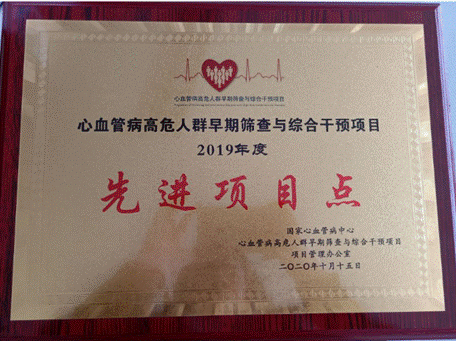 心血管病高危人群早期筛查与综合干预项目
心血管病高危人群早期筛查与综合干预项目
2019年度
先进项目点
国家心血管病中心
心血管病高危人群早期筛查与综合干预项目
项目管理办公室
二〇二〇年十月十五日